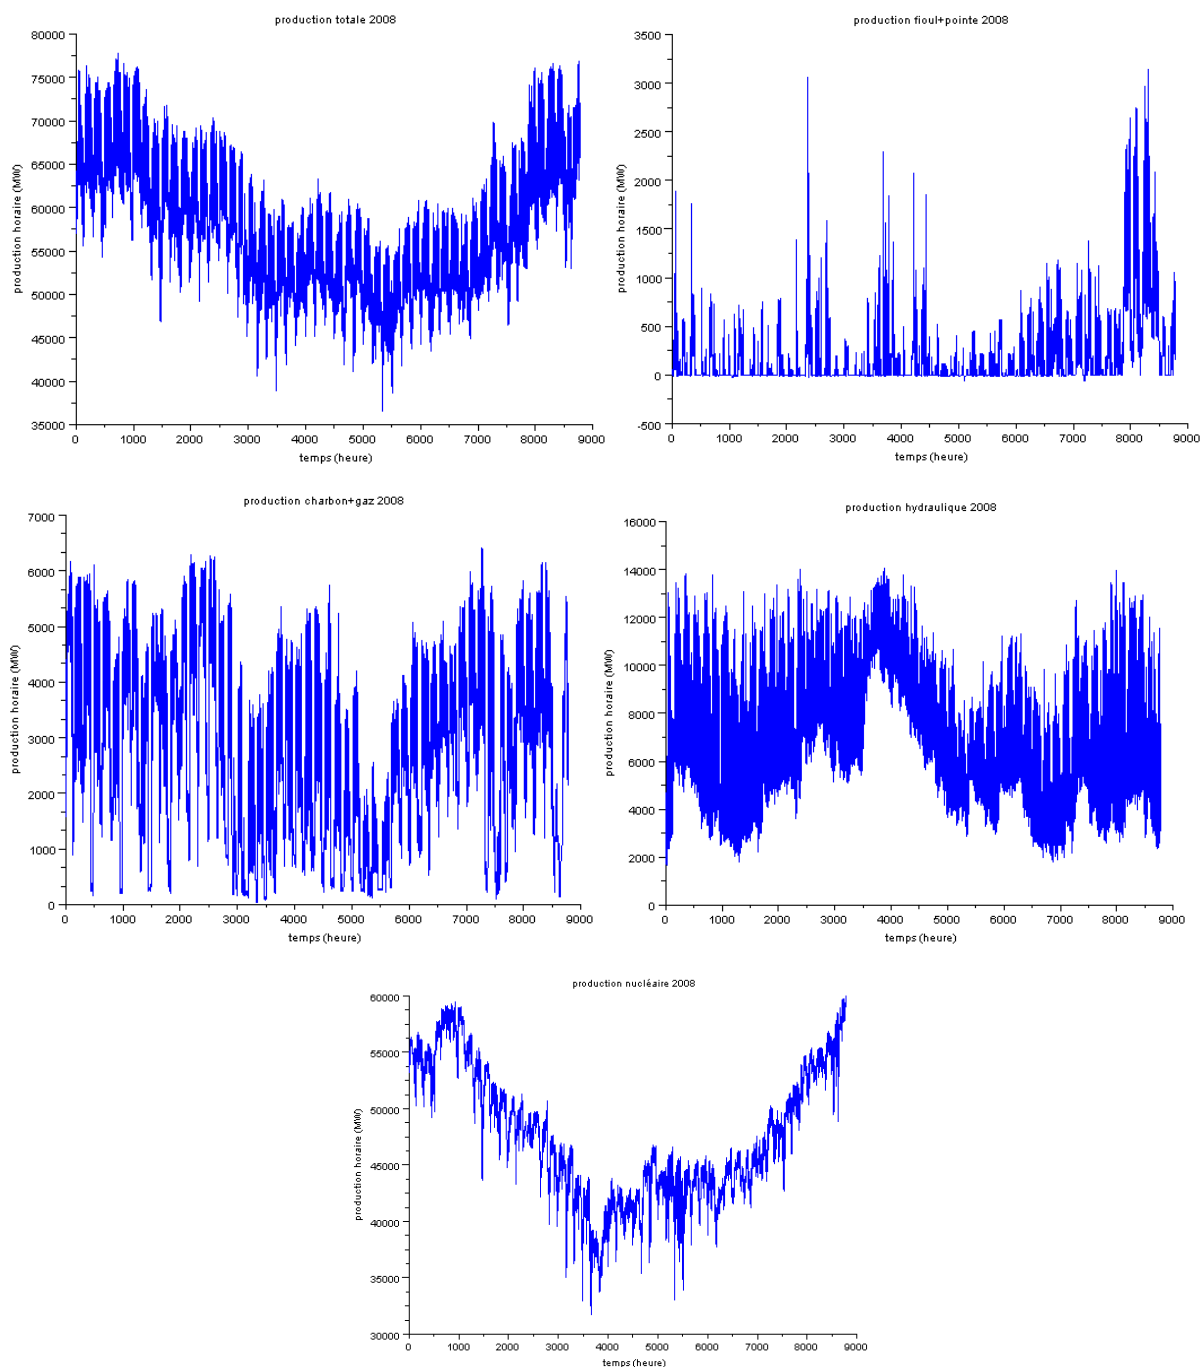 production totale 2008
production horaire (MW)
80000
75000
70000
65000
60000
55000
50000
45000
40000
35000
0 1000 2000 3000 4000 5000 6000 7000 8000 9000
temps (heure)
production fioul+pointe 2008
production horaire (MW)
3500
3000
2500
2000
1500
1000
500
0
-500
0 1000 2000 3000 4000 5000 6000 7000 8000 9000
temps (heure)
production charbon+gaz 2008
production horaire (MW)
7000
6000
5000
4000
3000
2000
1000
0
0 1000 2000 3000 4000 5000 6000 7000 8000 9000
temps (heure)
production hydraulique 2008
production horaire (MW)
16000
14000
12000
10000
8000
6000
4000
2000
0
0 1000 2000 3000 4000 5000 6000 7000 8000 9000
temps (heure)
production nucléaire 2008
production horaire (MW)
60000
55000
50000
45000
40000
35000
30000
0 1000 2000 3000 4000 5000 6000 7000 8000 9000
temps (heure)